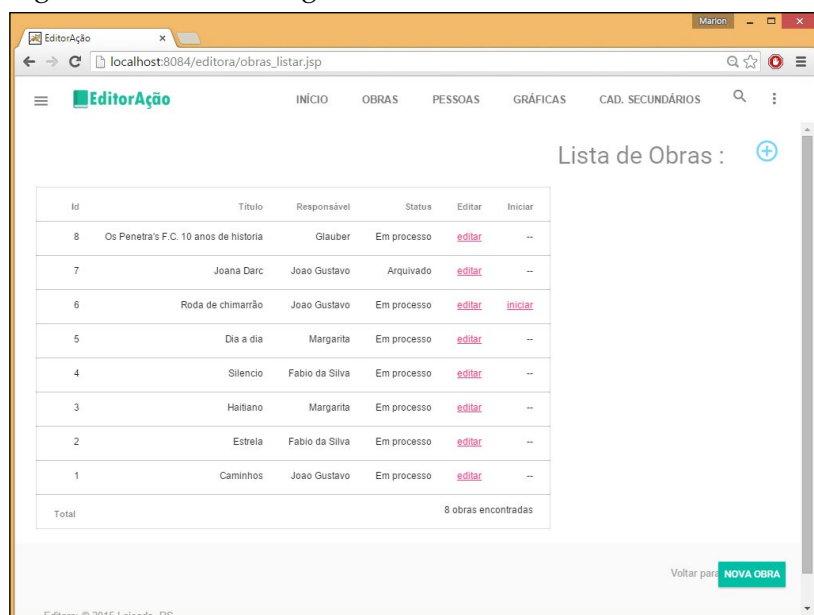 Marlon
EditorAção
localhost:8084/editora/obras_listar.jsp
EditorAção INÍCIO OBRAS PESSOAS GRÁFICAS CAD. SECUNDÁRIOS
Lista de Obras :
Id Título Responsável Status Editar Iniciar
8 Os Penetra's F.C. 10 anos de historia Glauber Em processo editar --
7 Joana Darc Joao Gustavo Arquivado editar --
6 Roda de chimarrão Joao Gustavo Em processo editar iniciar
5 Dia a dia Margarita Em processo editar --
4 Silencio Fabio da Silva Em processo editar --
3 Haitiano Margarita Em processo editar --
2 Estrela Fabio da Silva Em processo editar --
1 Caminhos Joao Gustavo Em processo editar --
Total 8 obras encontradas
Voltar para NOVA OBRA